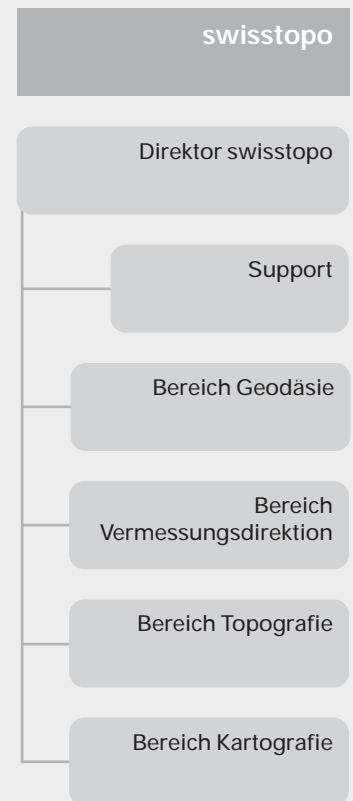 swisstopo
Direktor swisstopo
Support
Bereich Geodäsie
Bereich
Vermessungsdirektion
Bereich Topografie
Bereich Kartografie